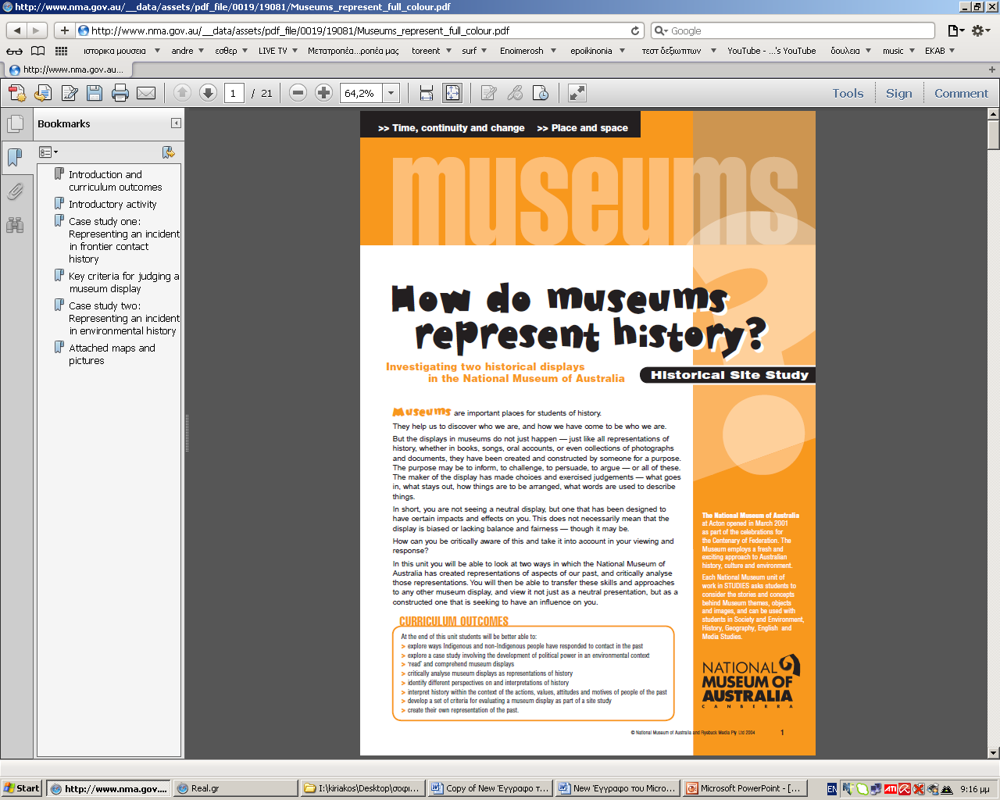 http://www.nma.gov.au/__data/assets/pdf_file/0019/19081/Museums_represent_full_colour.pdf
http://www.nma.gov.au/__data/assets/pdf_file/0019/19081/Museums_represent_full_colour.pdf
Google
ιστορικα μουσεια
andre
εσθερ
LIVE TV
Μετατροπέα...ροπέα μας
toreent
surf
Enoimerosh
epoikinonia
τεστ δεξιωτητων
YouTube - ...'s YouTube
δουλεια
music
ΕΚΑΒ
http://www.nma.gov.au...
1 / 21
64,2%
Tools
Sign
Comment
Bookmarks
Introduction and
curriculum outcomes
Introductory activity
Case study one:
Representing an incident
in frontier contact
history
Key criteria for judging a
museum display
Case study two:
Representing an incident
in environmental history
Attached maps and
pictures
>> Time, continuity and change >> Place and space
museums
How do museums
represent history?
Investigating two historical displays
in the National Museum of Australia
Historical Site Study
Museums are important places for students of history.
They help us to discover who we are, and how we have come to be who we are.
But the displays in museums do not just happen — just like all representations of
history, whether in books, songs, oral accounts, or even collections of photographs
and documents, they have been created and constructed by someone for a purpose.
The purpose may be to inform, to challenge, to persuade, to argue — or all of these.
The maker of the display has made choices and exercised judgements — what goes
in, what stays out, how things are to be arranged, what words are used to describe
things.
In short, you are not seeing a neutral display, but one that has been designed to
have certain impacts and effects on you. This does not necessarily mean that the
display is biased or lacking balance and fairness — though it may be.
How can you be critically aware of this and take it into account in your viewing and
response?
In this unit you will be able to look at two ways in which the National Museum of
Australia has created representations of aspects of our past, and critically analyse
those representations. You will then be able to transfer these skills and approaches
to any other museum display, and view it not just as a neutral presentation, but as a
constructed one that is seeking to have an influence on you.
CURRICULUM OUTCOMES
At the end of this unit students will be better able to:
> explore ways Indigenous and non-Indigenous people have responded to contact in the past
> explore a case study involving the development of political power in an environmental context
> 'read' and comprehend museum displays
> critically analyse museum displays as representations of history
> identify different perspectives on and interpretations of history
> interpret history within the context of the actions, values, attitudes and motives of people of the past
> develop a set of criteria for evaluating a museum display as part of a site study
> create their own representation of the past.
The National Museum of Australia
at Acton opened in March 2001
as part of the celebrations for
the Centenary of Federation. The
Museum employs a fresh and
exciting approach to Australian
history, culture and environment.
Each National Museum unit of
work in STUDIES asks students to
consider the stories and concepts
behind Museum themes, objects
and images, and can be used with
students in Society and Environment,
History, Geography, English and
Media Studies.
NATIONAL
MUSEUM OF
AUSTRALIA
CANBERRA
© National Museum of Australia and Ryebuck Media Pty Ltd 2004
1
Start
http://www.nma.gov....
Real.gr
I:\kiriakos\Desktop\σοφι...
Copy of New Έγγραφο τ...
New Έγγραφο του Micro...
Microsoft PowerPoint - [...
EN
ATI
9:16 μμ